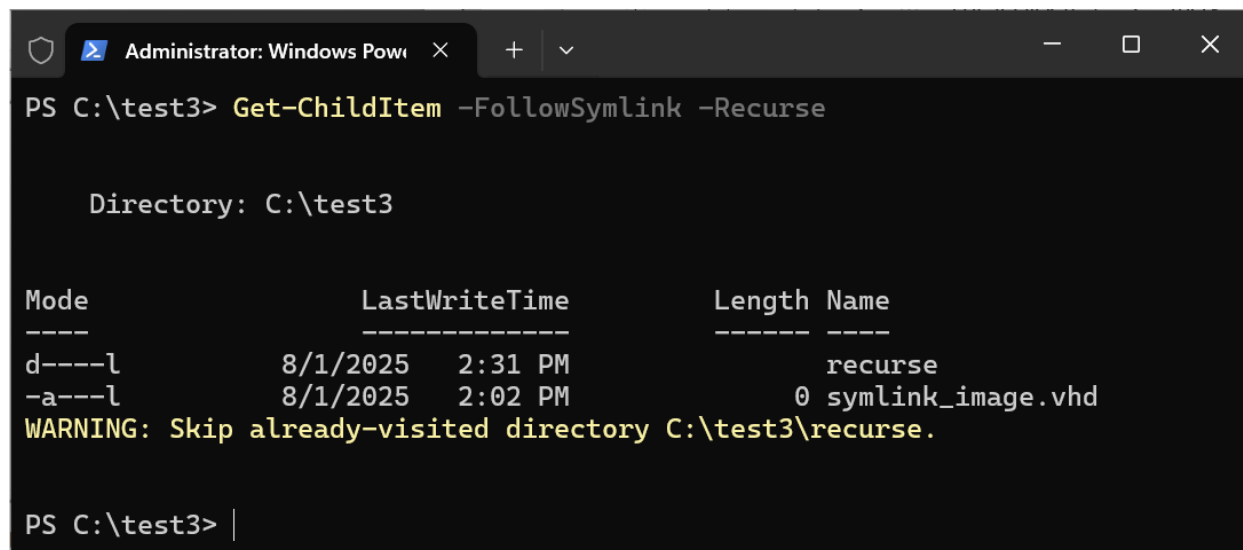 Administrator: Windows Powe
PS C:\test3> Get-ChildItem -FollowSymlink -Recurse
Directory: C:\test3
Mode                 LastWriteTime         Length Name
----                 -------------         ------ ----
d----l          8/1/2025   2:31 PM                recurse
-a---l          8/1/2025   2:02 PM              0 symlink_image.vhd
WARNING: Skip already-visited directory C:\test3\recurse.
PS C:\test3>